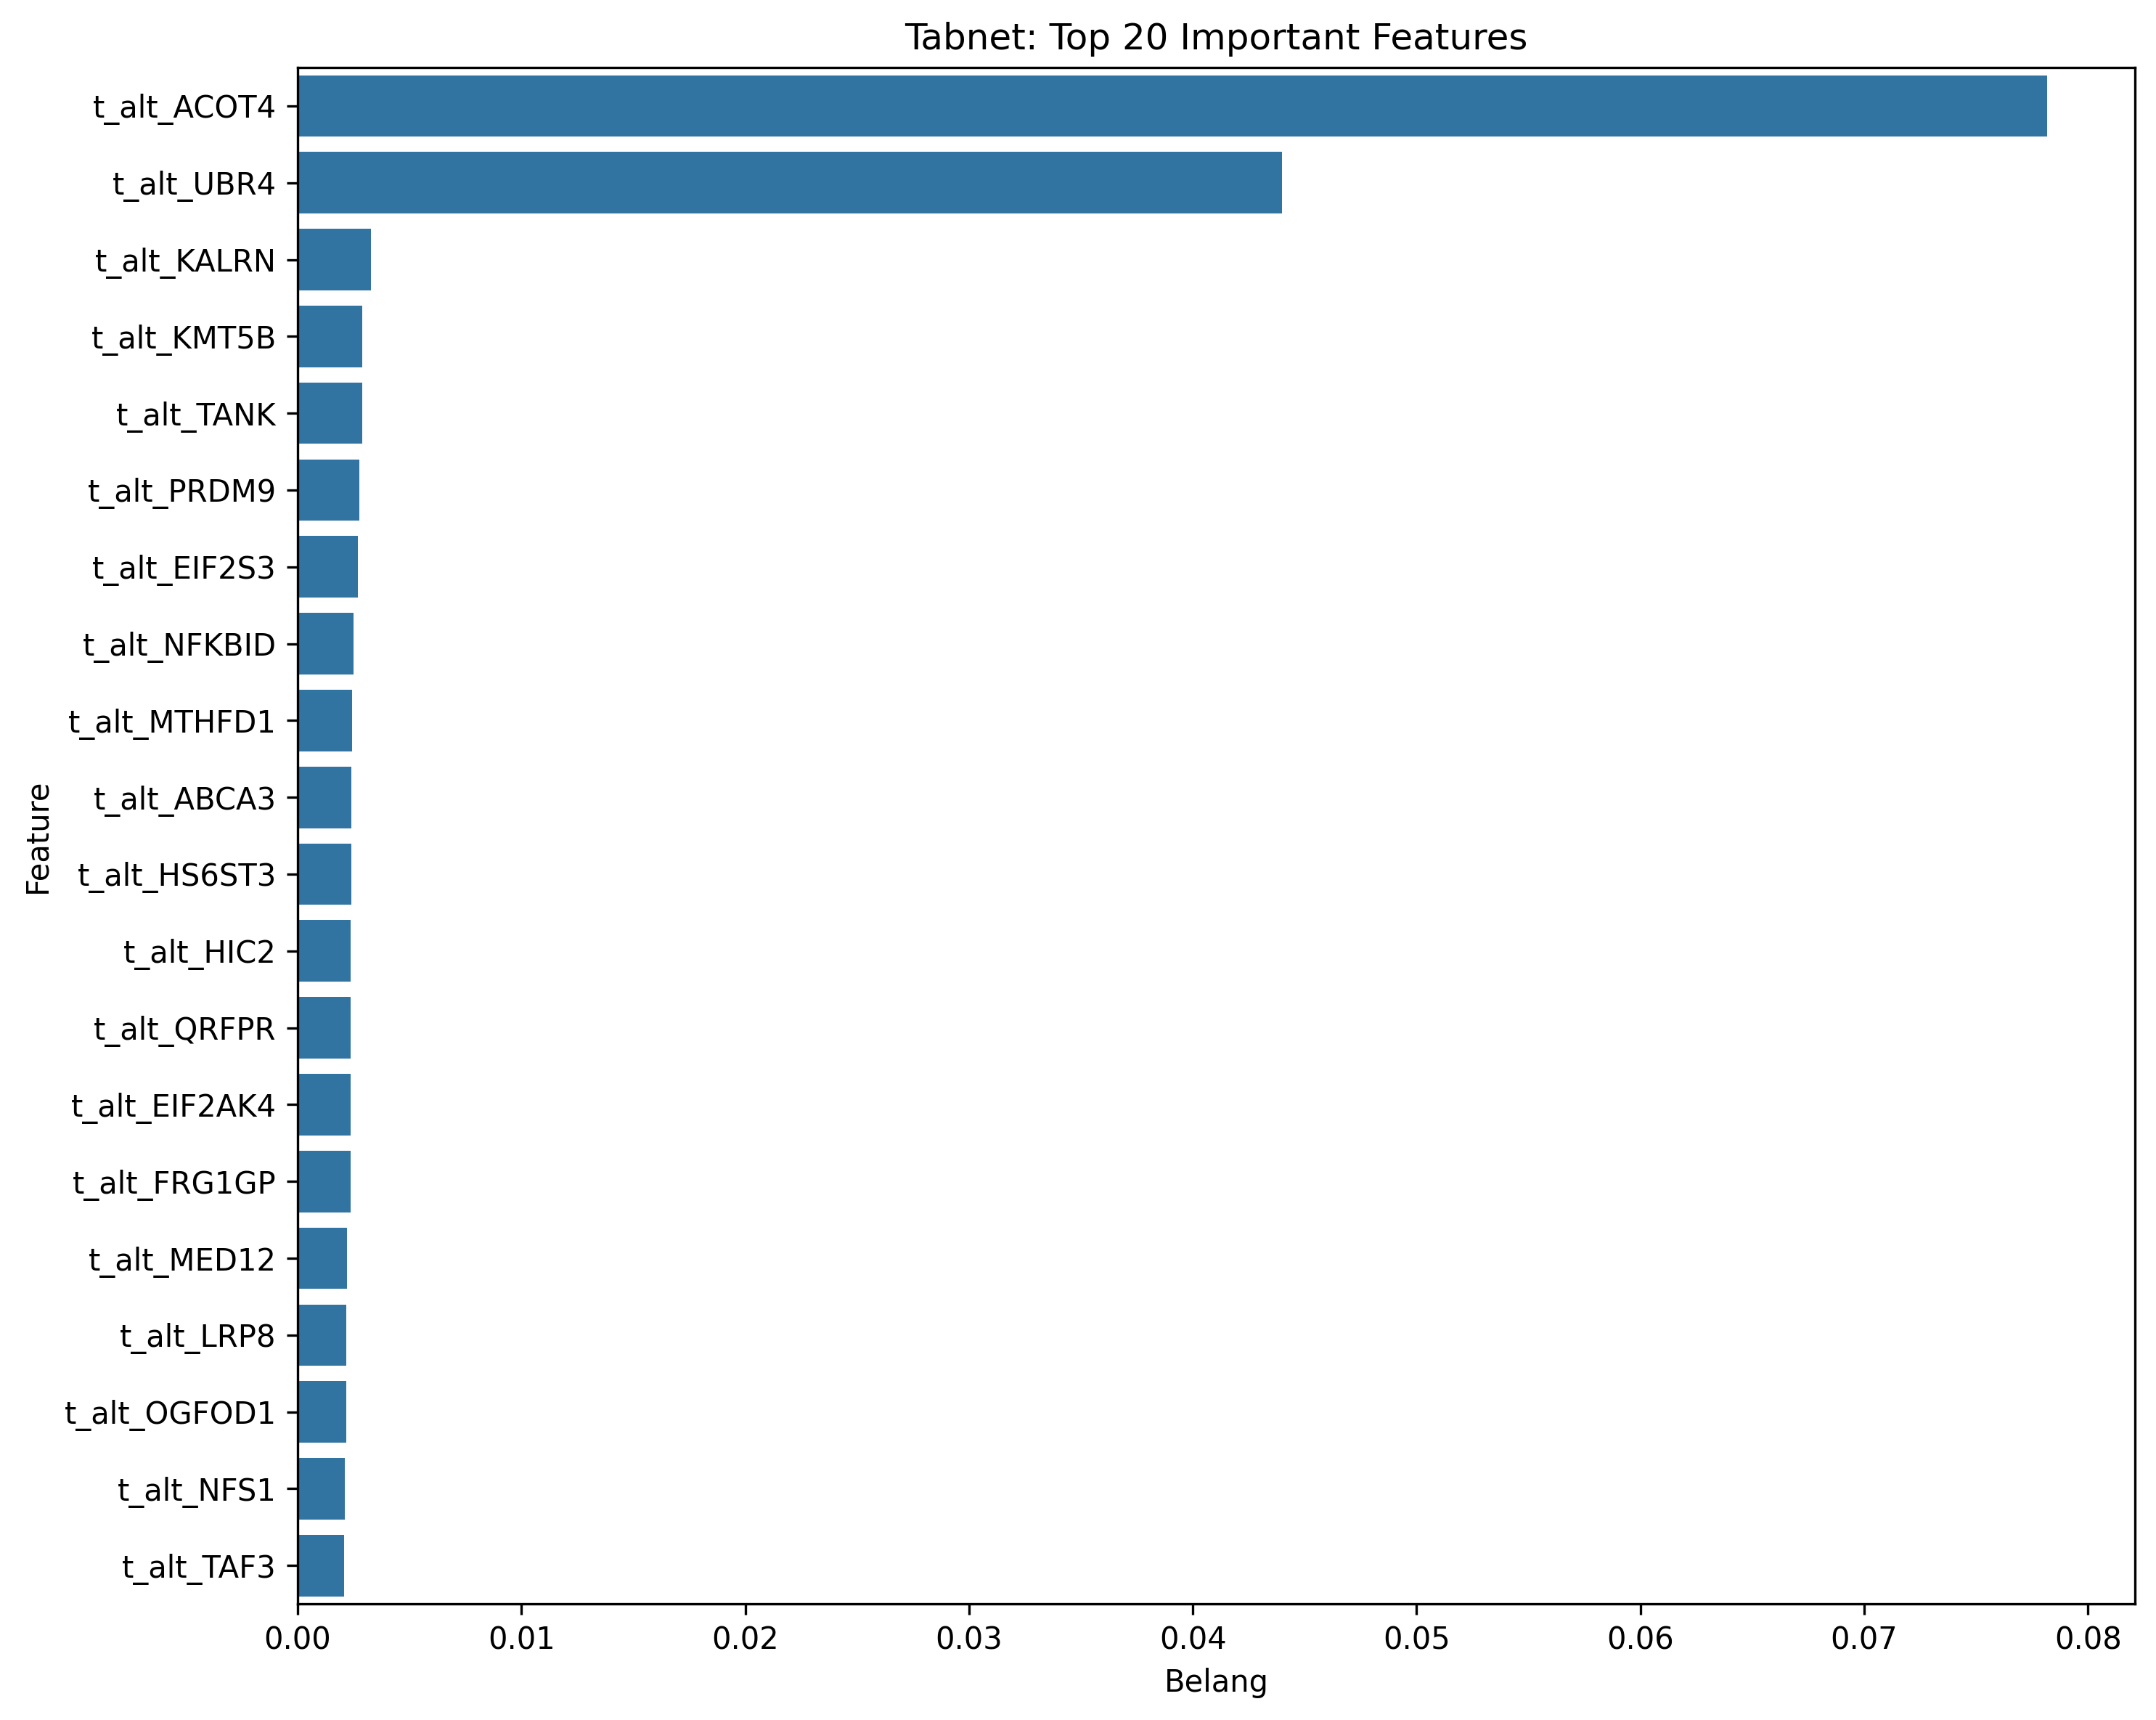 Tabnet: Top 20 Important Features
t_alt_ACOT4
t_alt_UBR4
t_alt_KALRN
t_alt_KMT5B
t_alt_TANK
t_alt_PRDM9
t_alt_EIF2S3
t_alt_NFKBID
t_alt_MTHFD1
t_alt_ABCA3
t_alt_HS6ST3
t_alt_HIC2
t_alt_QRFPR
t_alt_EIF2AK4
t_alt_FRG1GP
t_alt_MED12
t_alt_LRP8
t_alt_OGFOD1
t_alt_NFS1
t_alt_TAF3
Feature
0.00 0.01 0.02 0.03 0.04 0.05 0.06 0.07 0.08
Belang